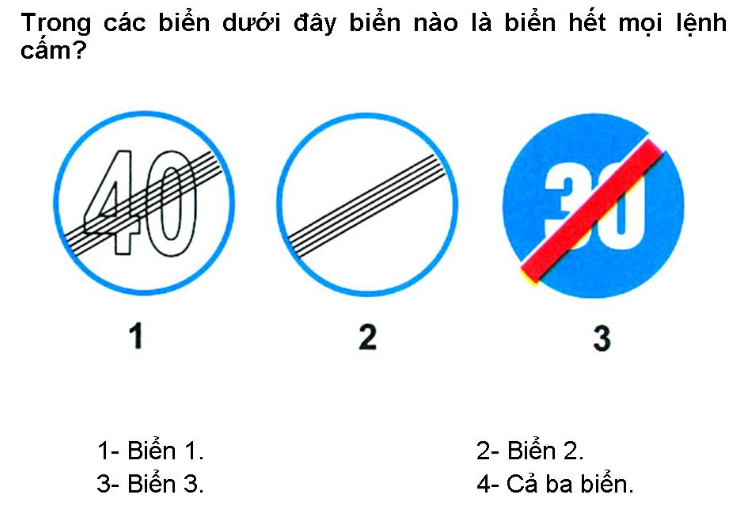 Trong các biển dưới đây biển nào là biển hết mọi lệnh
cấm?
40
30
1
2
3
1- Biển 1.
2- Biển 2.
3- Biển 3.
4- Cả ba biển.